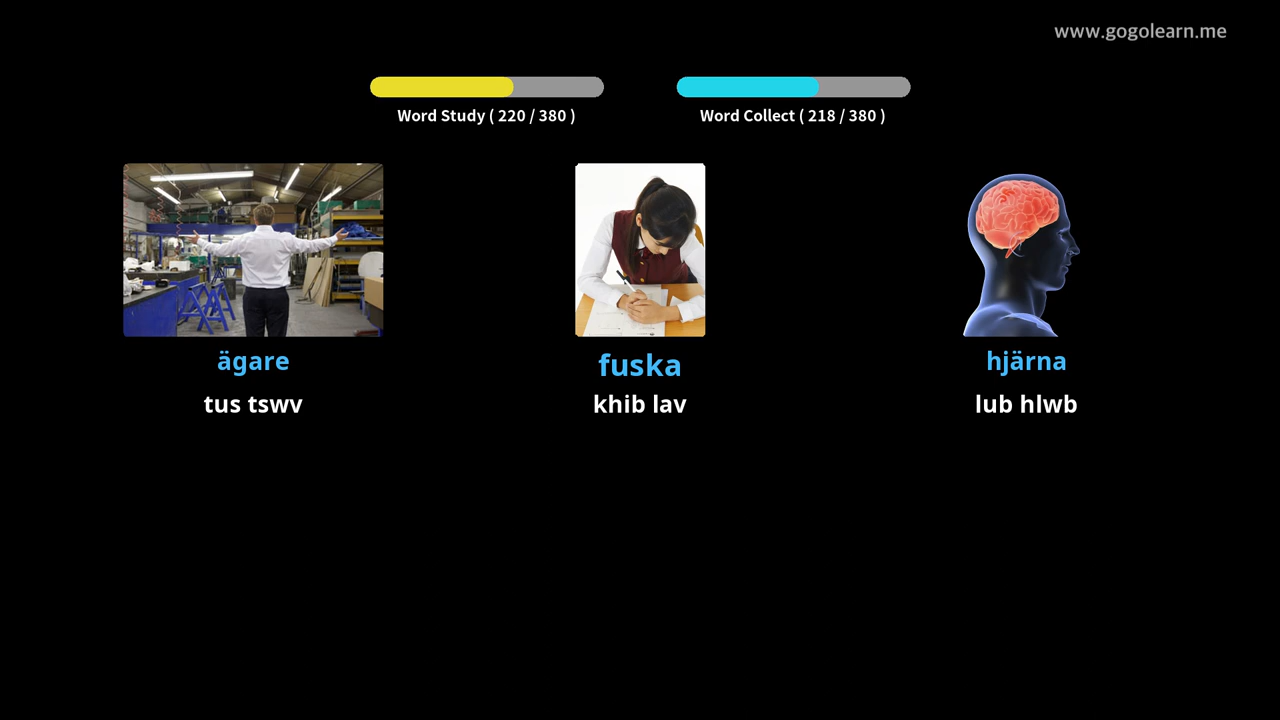 www.gogolearn.me
Word Study ( 220 / 380 )
Word Collect ( 218 / 380 )
ägare
fuska
hjärna
tus tswv
khib lav
lub hlwb